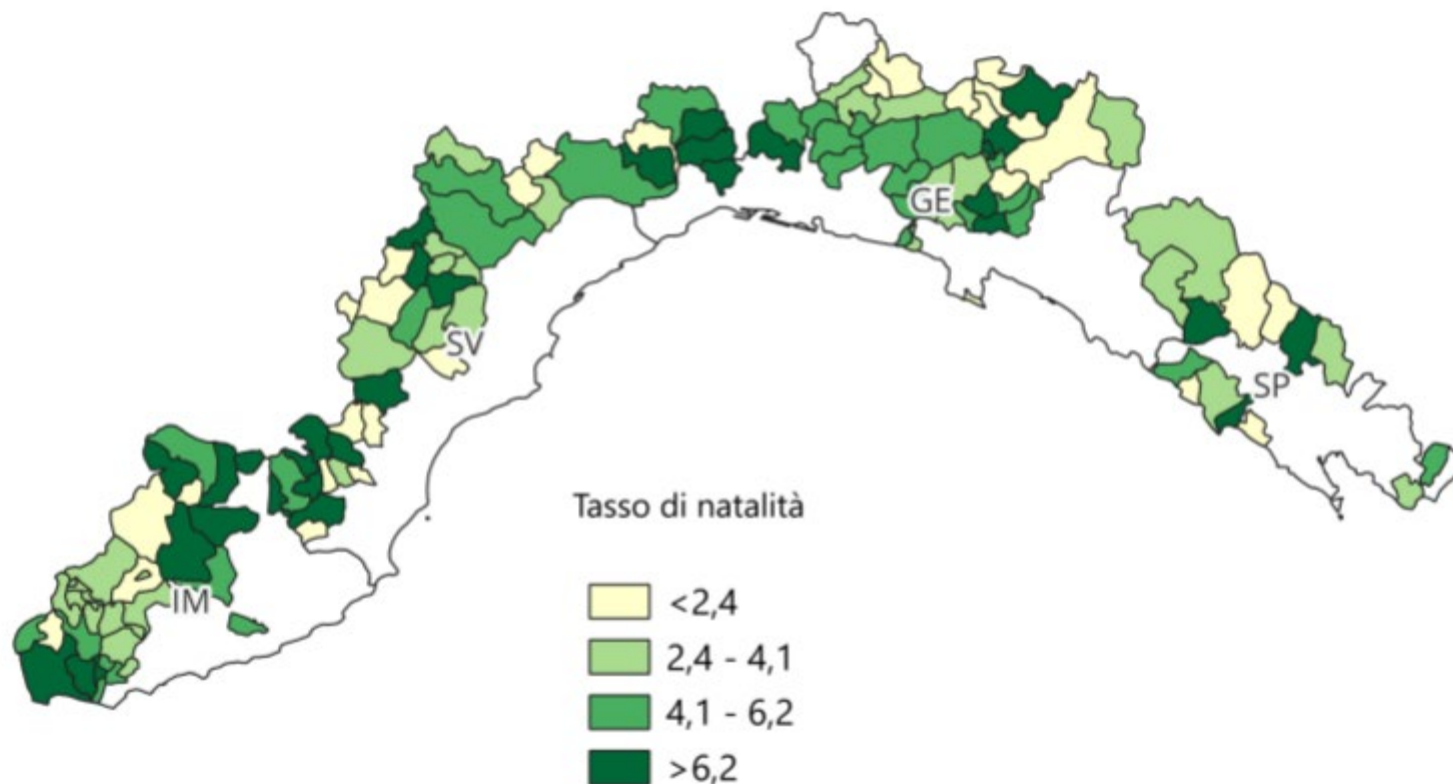 GE
SV
SP
IM
Tasso di natalità
<2,4
2,4 - 4,1
4,1 - 6,2
>6,2